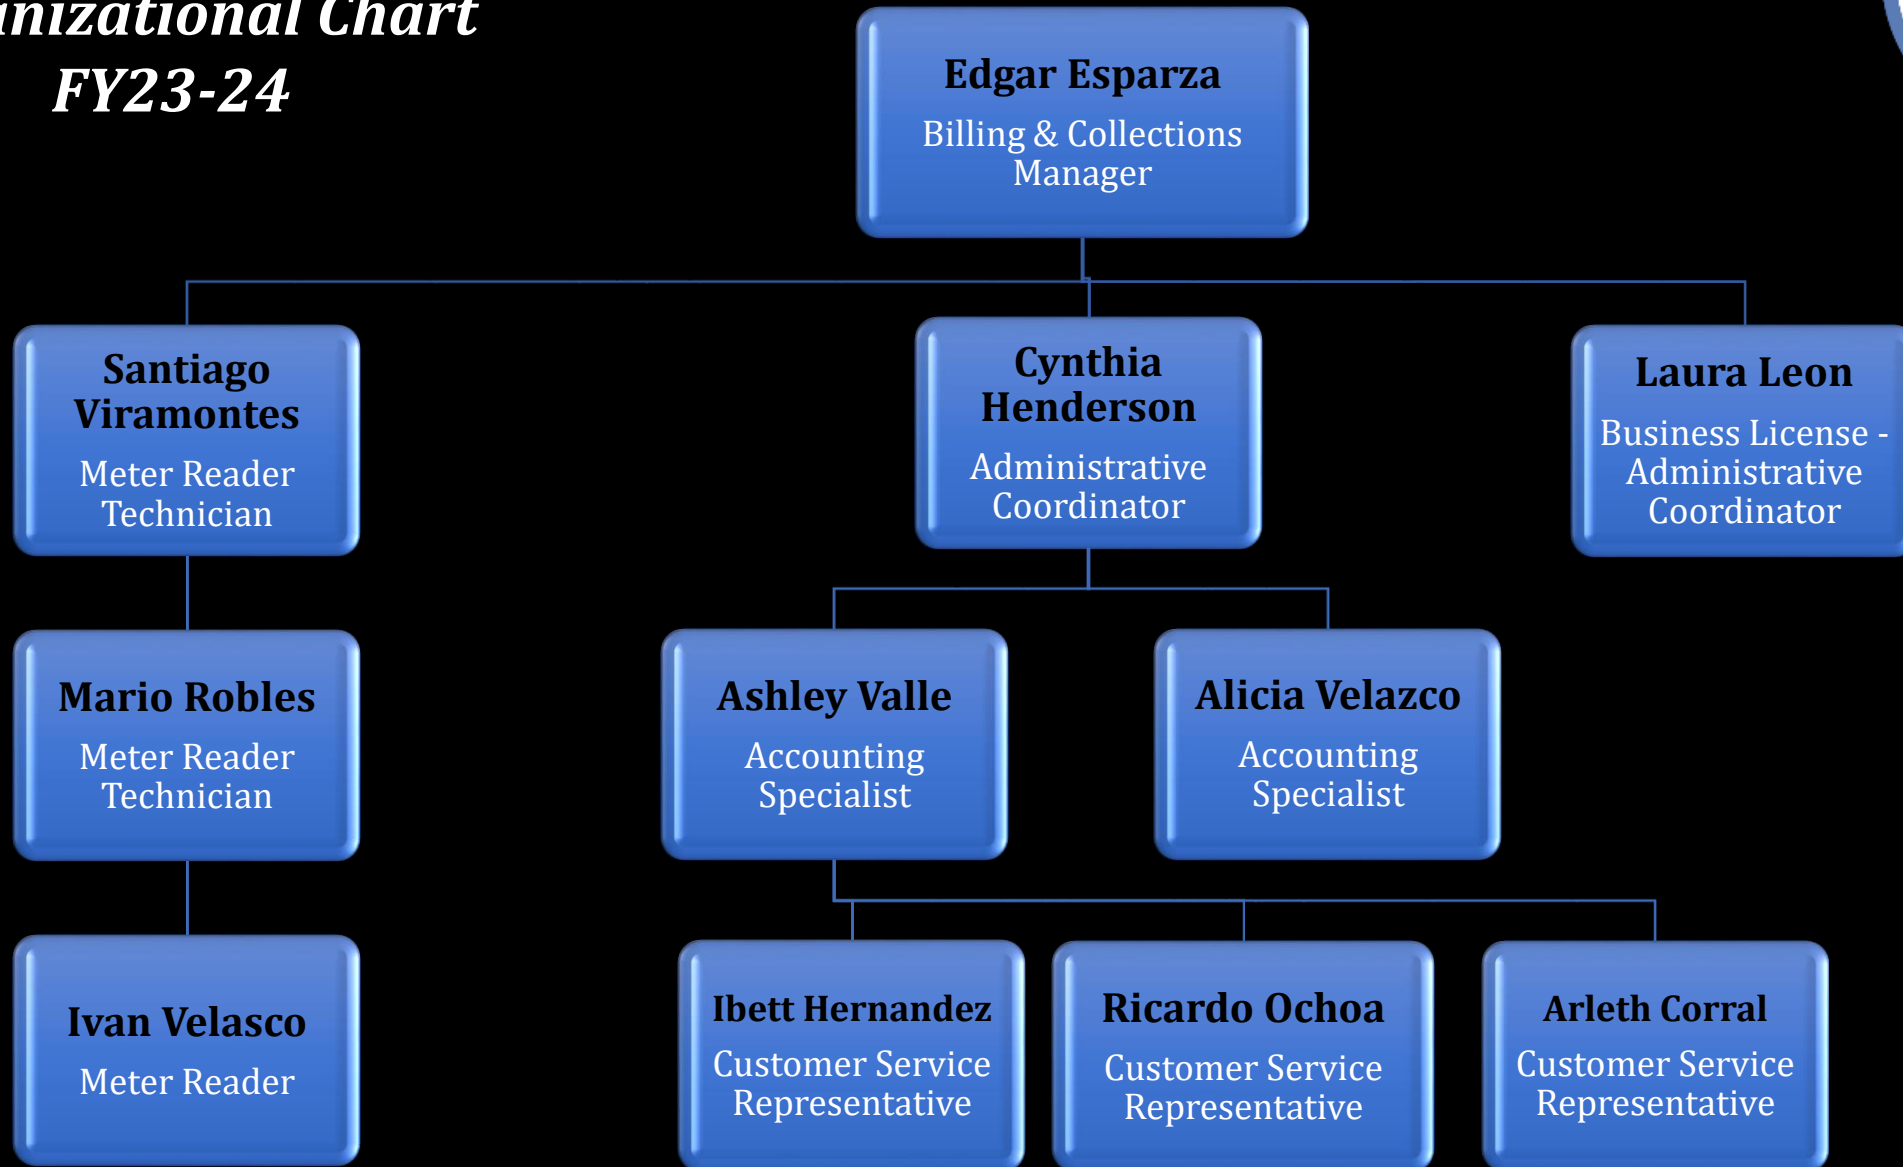 anizational Chart
FY23-24
Edgar Esparza
Billing & Collections
Manager
Santiago
Viramontes
Meter Reader
Technician
Cynthia
Henderson
Administrative
Coordinator
Laura Leon
Business License -
Administrative
Coordinator
Mario Robles
Meter Reader
Technician
Ashley Valle
Accounting
Specialist
Alicia Velazco
Accounting
Specialist
Ivan Velasco
Meter Reader
Ibett Hernandez
Customer Service
Representative
Ricardo Ochoa
Customer Service
Representative
Arleth Corral
Customer Service
Representative